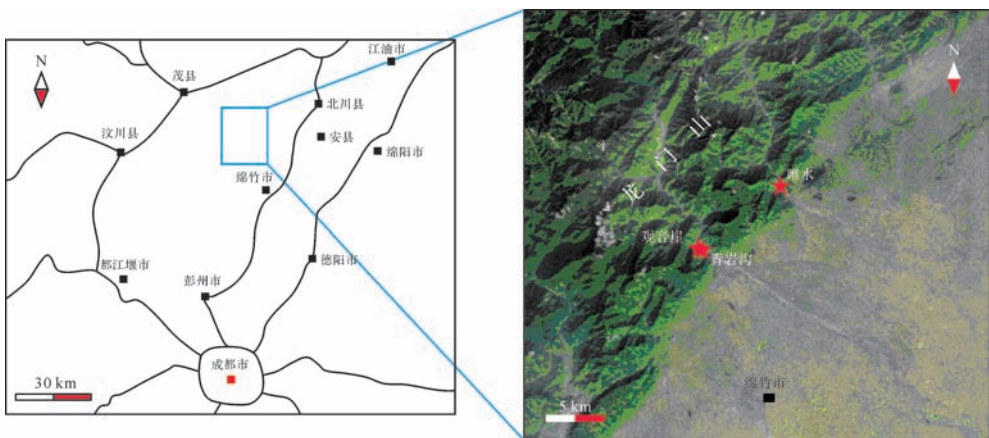 N
茂县
江油市
北川县
汶川县
安县
绵阳市
绵竹市
都江堰市
彭州市
德阳市
成都市
30 km
N
龙门山
雎水
观音崖
青岩沟
绵竹市
5 km